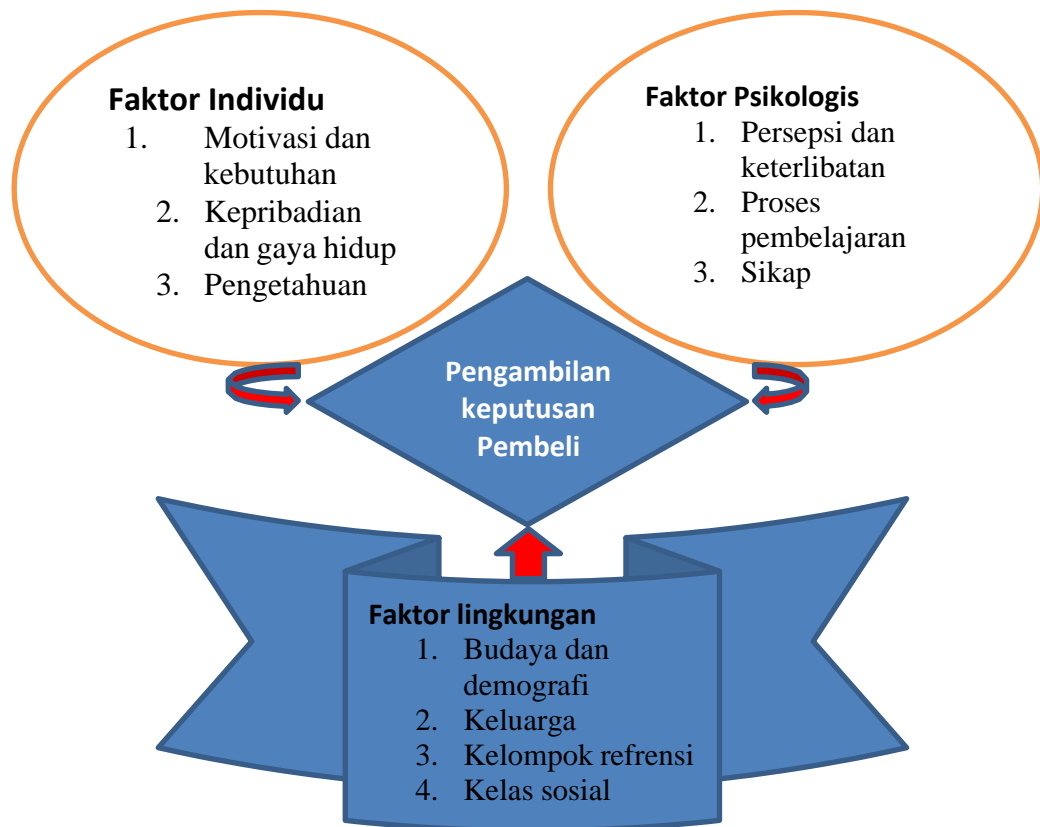 Faktor Individu
1. Motivasi dan
kebutuhan
2. Kepribadian
dan gaya hidup
3. Pengetahuan
Faktor Psikologis
1. Persepsi dan
keterlibatan
2. Proses
pembelajaran
3. Sikap
Pengambilan
keputusan
Pembeli
Faktor lingkungan
1. Budaya dan
demografi
2. Keluarga
3. Kelompok refrensi
4. Kelas sosial